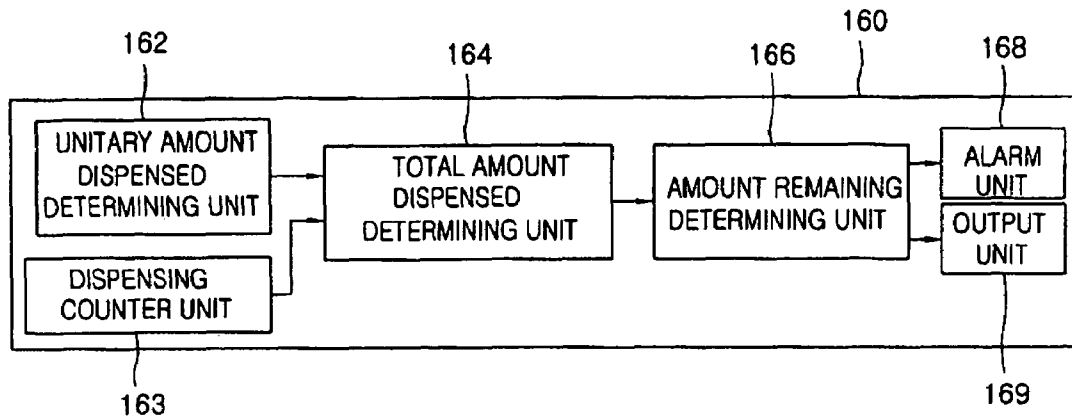 162
164
166
160
168
UNITARY AMOUNT
DISPENSED
DETERMINING UNIT
TOTAL AMOUNT
DISPENSED
DETERMINING UNIT
AMOUNT REMAINING
DETERMINING UNIT
ALARM
UNIT
OUTPUT
UNIT
DISPENSING
COUNTER UNIT
163
169